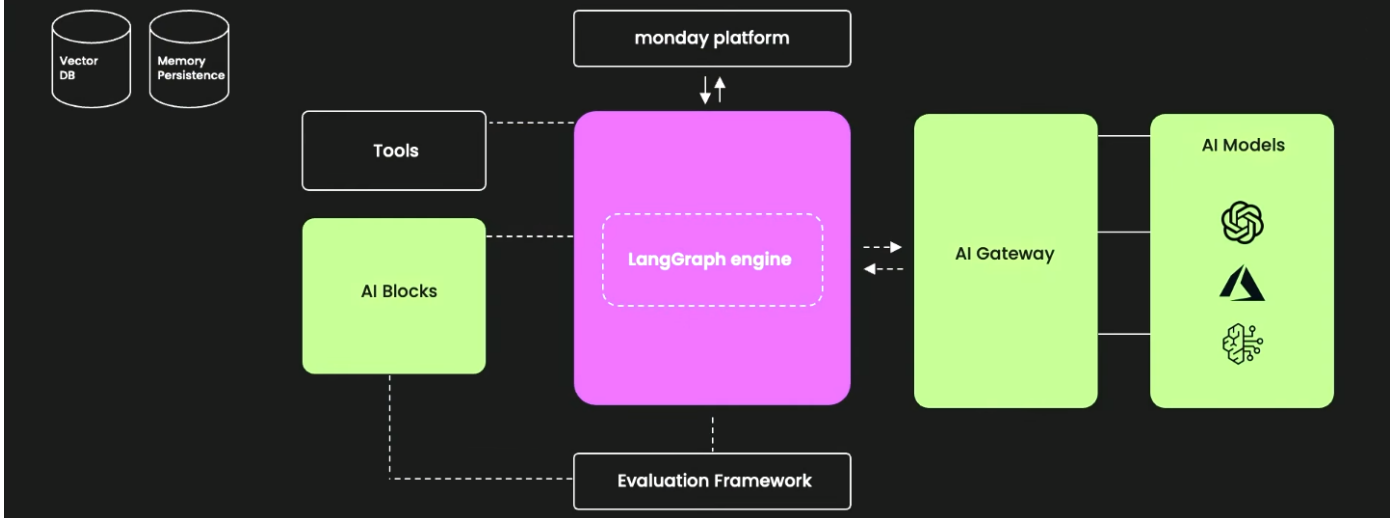 Vector
DB
Memory
Persistence
monday platform
Tools
AI Blocks
LangGraph engine
AI Gateway
AI Models
Evaluation Framework